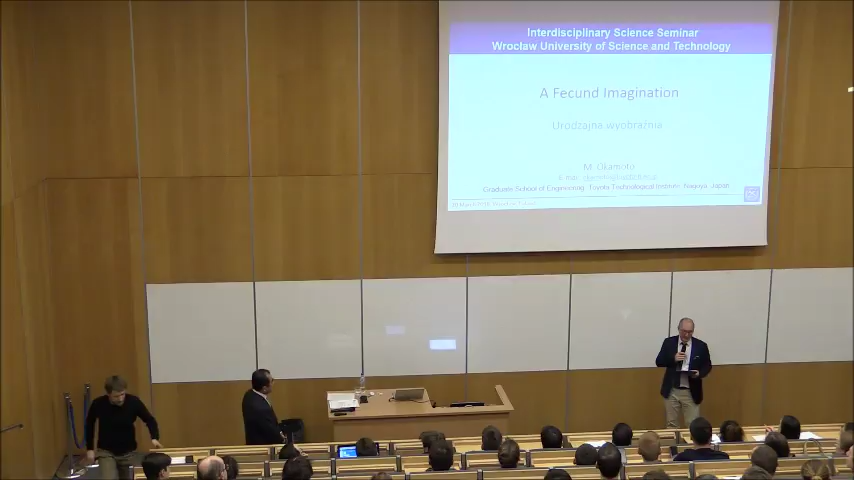 Interdisciplinary Science Seminar
Wrocław University of Science and Technology
A Fecund Imagination
Urodzajna wyobraźnia
M. Okamoto
Graduate School of Engineering, Toyota Technological Institute, Nagoya, Japan